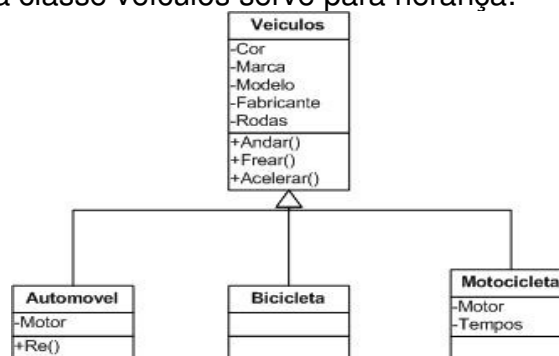 a classe veículos serve para herança:
Veiculos
-Cor
-Marca
-Modelo
-Fabricante
-Rodas
+Andar()
+Frear()
+Acelerar()
Automovel
-Motor
+Re()
Bicicleta
Motocicleta
-Motor
-Tempos